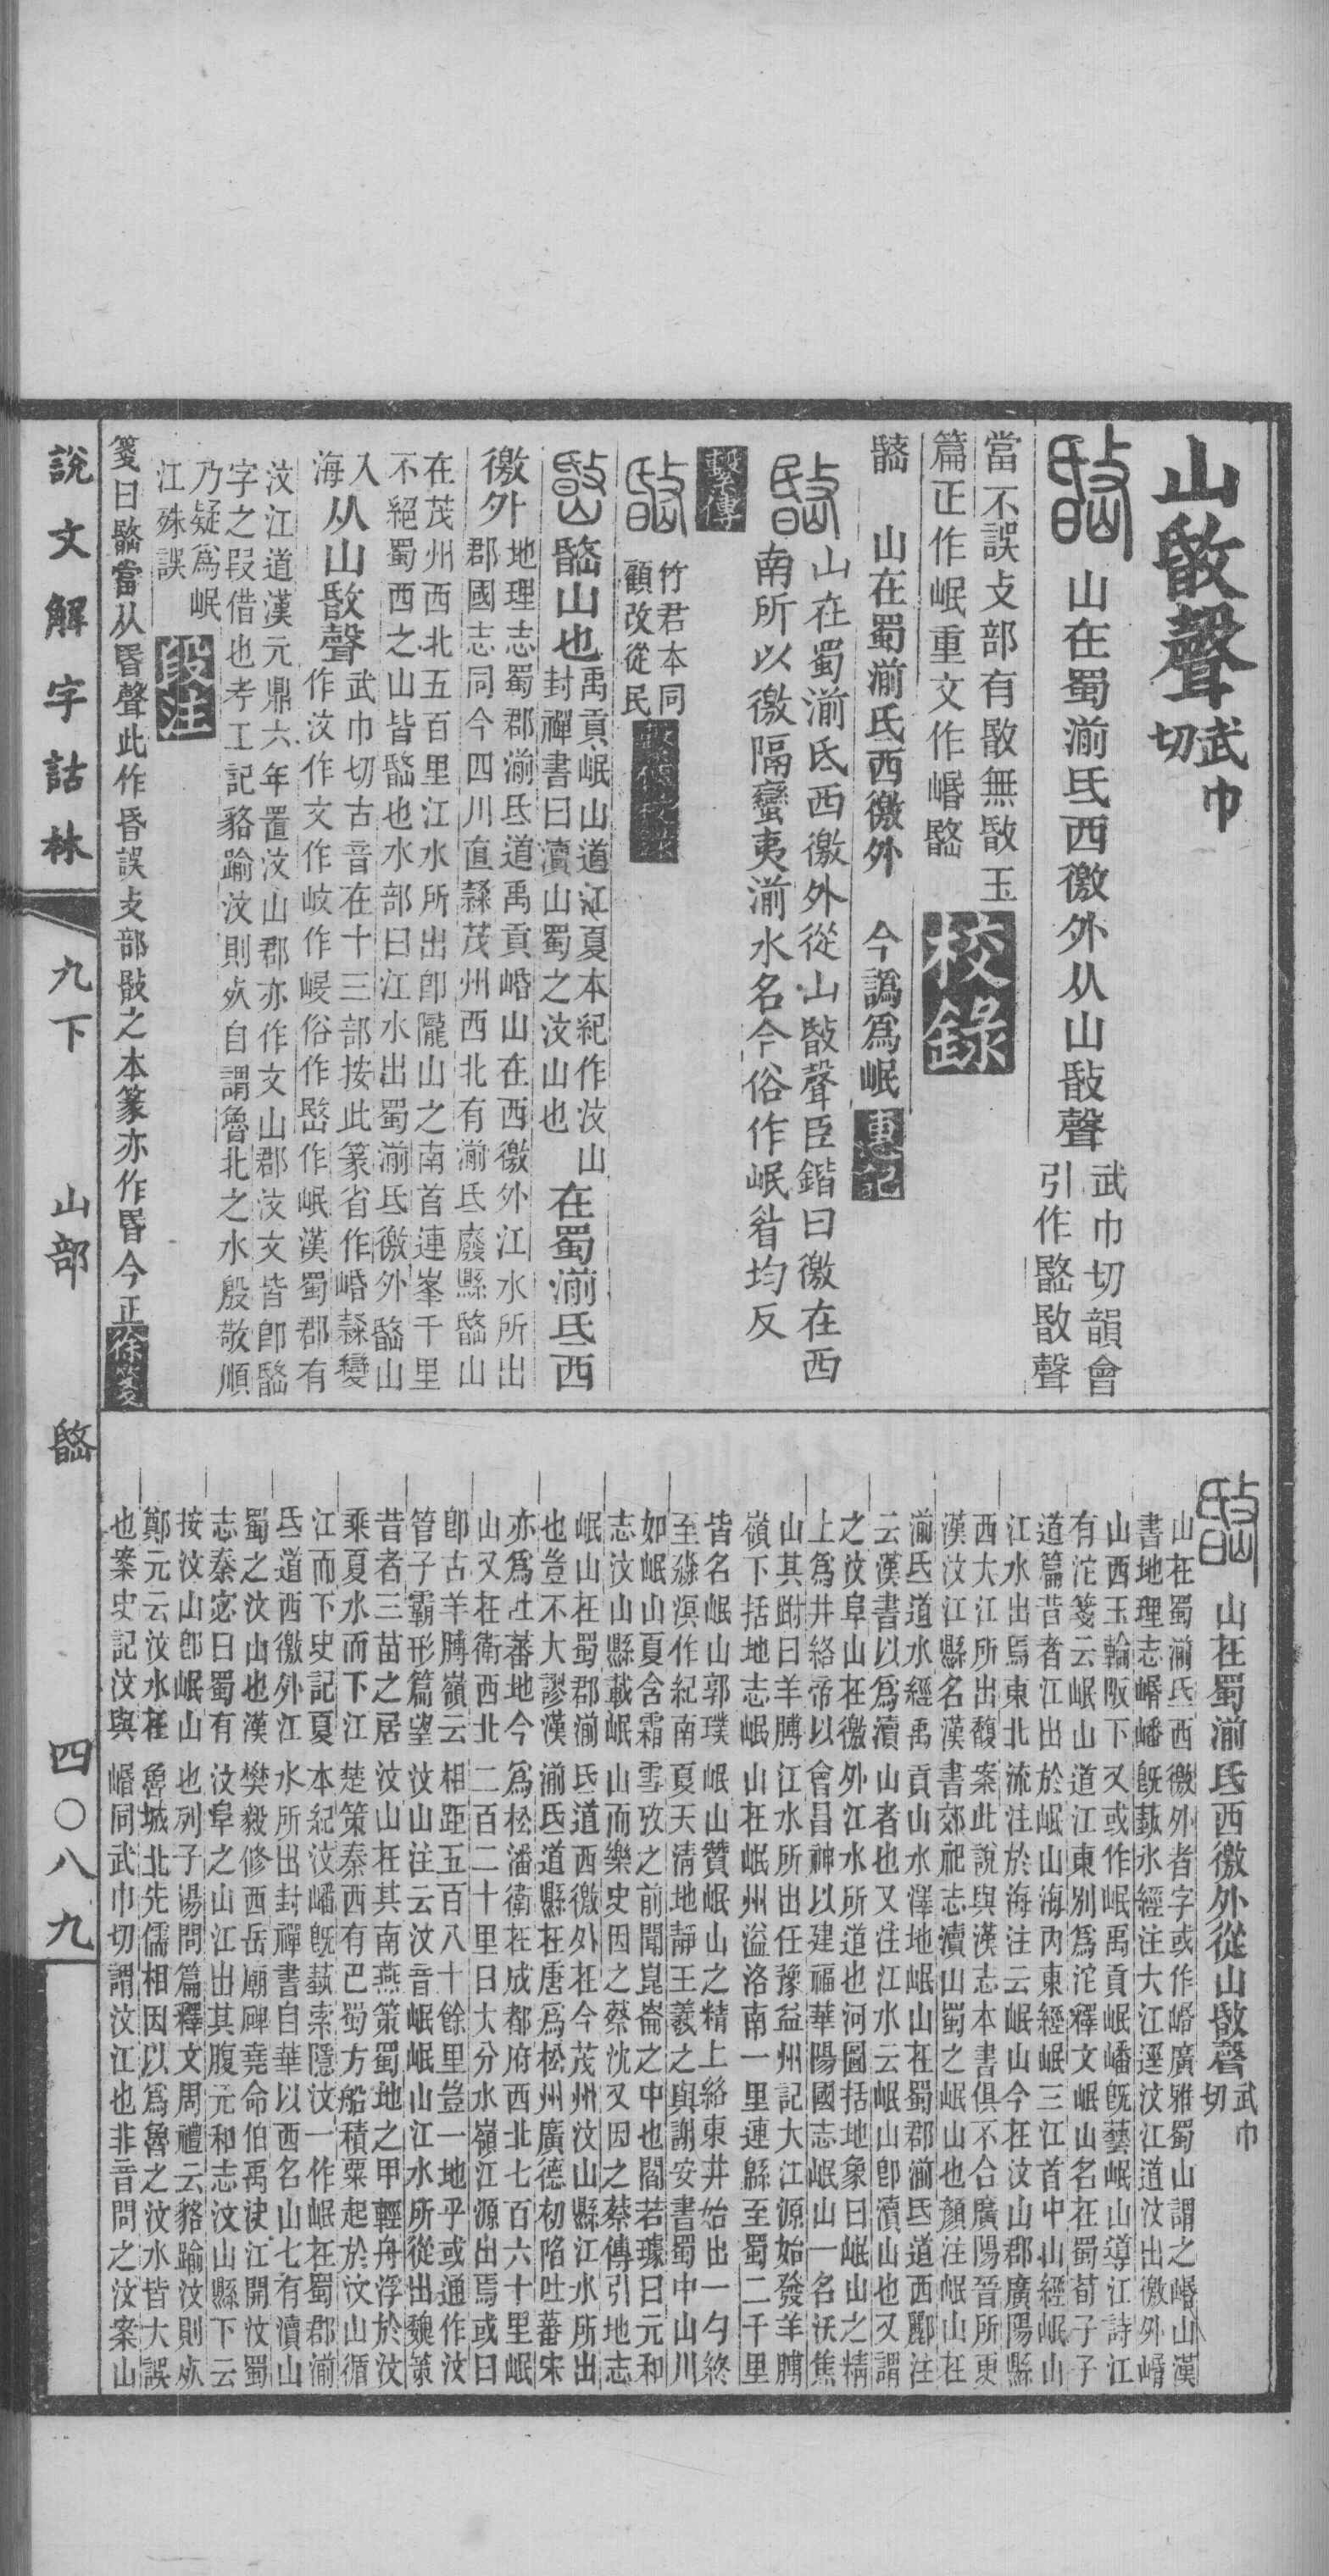 山敃聲武巾切
山在蜀湔氐西徼外从山敃聲武巾切韻會
引作敯敃聲
當不誤攴部有敃無敯玉
篇正作岷重文作㟭
校錄
山在蜀湔氐西徼外 今譌爲岷
惠記
山在蜀湔氐西徼外從山敃聲臣鍇曰徼在西
南所以徼隔蠻夷湔水名今俗作岷眉均反
繫傳
竹君本同
顧改從民
山也
禹貢岷山道江夏本紀作汶山
封禪書曰瀆山蜀之汶山也
在蜀湔氐西
徼外
地理志蜀郡湔氐道禹貢㟭山在西徼外江水所出
郡國志同今四川直隸茂州西北有湔氐廢縣山
在茂州西北五百里江水所出卽隴山之南首連峯千里
不絕蜀西之山皆也水部曰江水出蜀湔氐徼外山
入
海
从山敃聲
武巾切古音在十三部按此篆省作㟭隸變
作汶作文作岐作㟩俗作㟴作岷漢蜀郡有
汶江道漢元鼎六年置汶山郡亦作文山郡汶文皆卽
字之叚借也考工記貉踰汶則死自謂魯北之水殷敬順
乃疑爲岷
江殊誤
段注
箋曰當从昬聲此作昏誤攴部敃之本篆亦作昬今正
徐箋
山在蜀湔氐西徼外從山敃聲武巾切
山在蜀湔氐西徼外者字或作㟭廣雅蜀山謂之㟭山漢
書地理志㟭嶓旣蓺水經注大江逕汶江道汶出徼外㟭
山西玉輪阪下又或作岷禹貢岷嶓旣藝岷山導江詩江
有沱箋云岷山道江東別爲沱釋文岷山名在蜀荀子子
道篇昔者江出於岷山海內東經岷三江首中山經岷山
江水出焉東北流注於海注云岷山今在汶山郡廣陽縣
西大江所出馥案此說與漢志本書俱不合廣陽晉所更
漢汶江縣名漢書郊祀志瀆山蜀之岷山也顏注岷山在
湔氐道水經禹貢山水澤地岷山在蜀郡湔氐道西酈注
云漢書以爲瀆山者也又注江水云岷山卽瀆山也又謂
之汶阜山在徼外江水所道也河圖括地象曰岷山之精
上爲井絡帝以會昌神以建福華陽國志岷山一名沃焦
山其跗曰羊膊江水所出任豫益州記大江源始發羊膊
嶺下括地志岷山在岷州溢洛南一里連緜至蜀二千里
皆名岷山郭璞岷山贊岷山之精上絡東井始出一勺終
至淼溟作紀南夏天清地靜王羲之與謝安書蜀中山川
如岷山夏含霜雪攷之前聞崑崙之中也閻若璩曰元和
志汶山縣載岷山而樂史因之蔡沈又因之蔡傳引地志
岷山在蜀郡湔氐道西徼外在今茂州汶山縣江水所出
也豈不大謬漢湔氐道縣在唐爲松州廣德初陷吐蕃宋
亦爲吐蕃地今爲松潘衛在成都府西北七百六十里岷
山又在衛西北二百二十里曰大分水嶺江源出焉或曰
卽古羊膊嶺云相距五百八十餘里豈一地乎或通作汶
管子霸形篇望汶山注云汶音岷岷山江水所從出魏策
昔者三苗之居汶山在其南燕策蜀地之甲輕舟浮於汶
乘夏水而下江楚策秦西有巴蜀方船積粟起於汶山循
江而下史記夏本紀汶嶓旣蓺索隱汶一作岷在蜀郡湔
氐道西徼外江水所出封禪書自華以西名山七有瀆山
蜀之汶山也漢樊毅修西岳廟碑堯命伯禹決江開汶蜀
志秦宓曰蜀有汶阜之山江出其腹元和志汶山縣下云
按汶山卽岷山也列子湯問篇釋文周禮云貉踰汶則死
鄭元云汶水在魯城北先儒相因以爲魯之汶水皆大誤
也案史記汶與㟭同武巾切謂汶江也非音問之汶案山
說文解字詁林 九下 山部 四〇八九